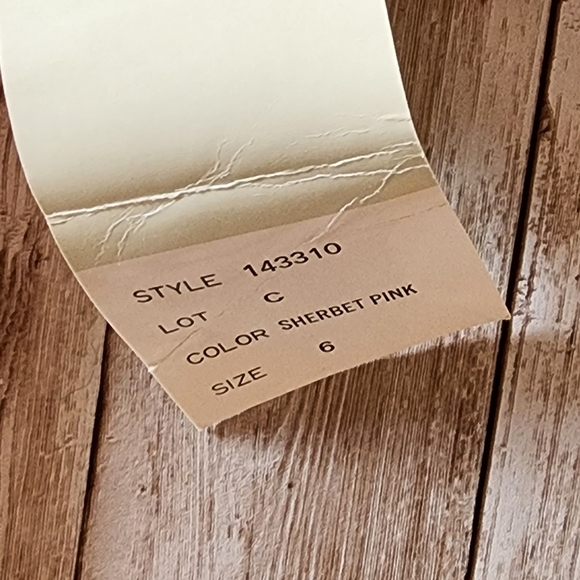 STYLE 143310
LOT C
COLOR SHERBET PINK
SIZE 6